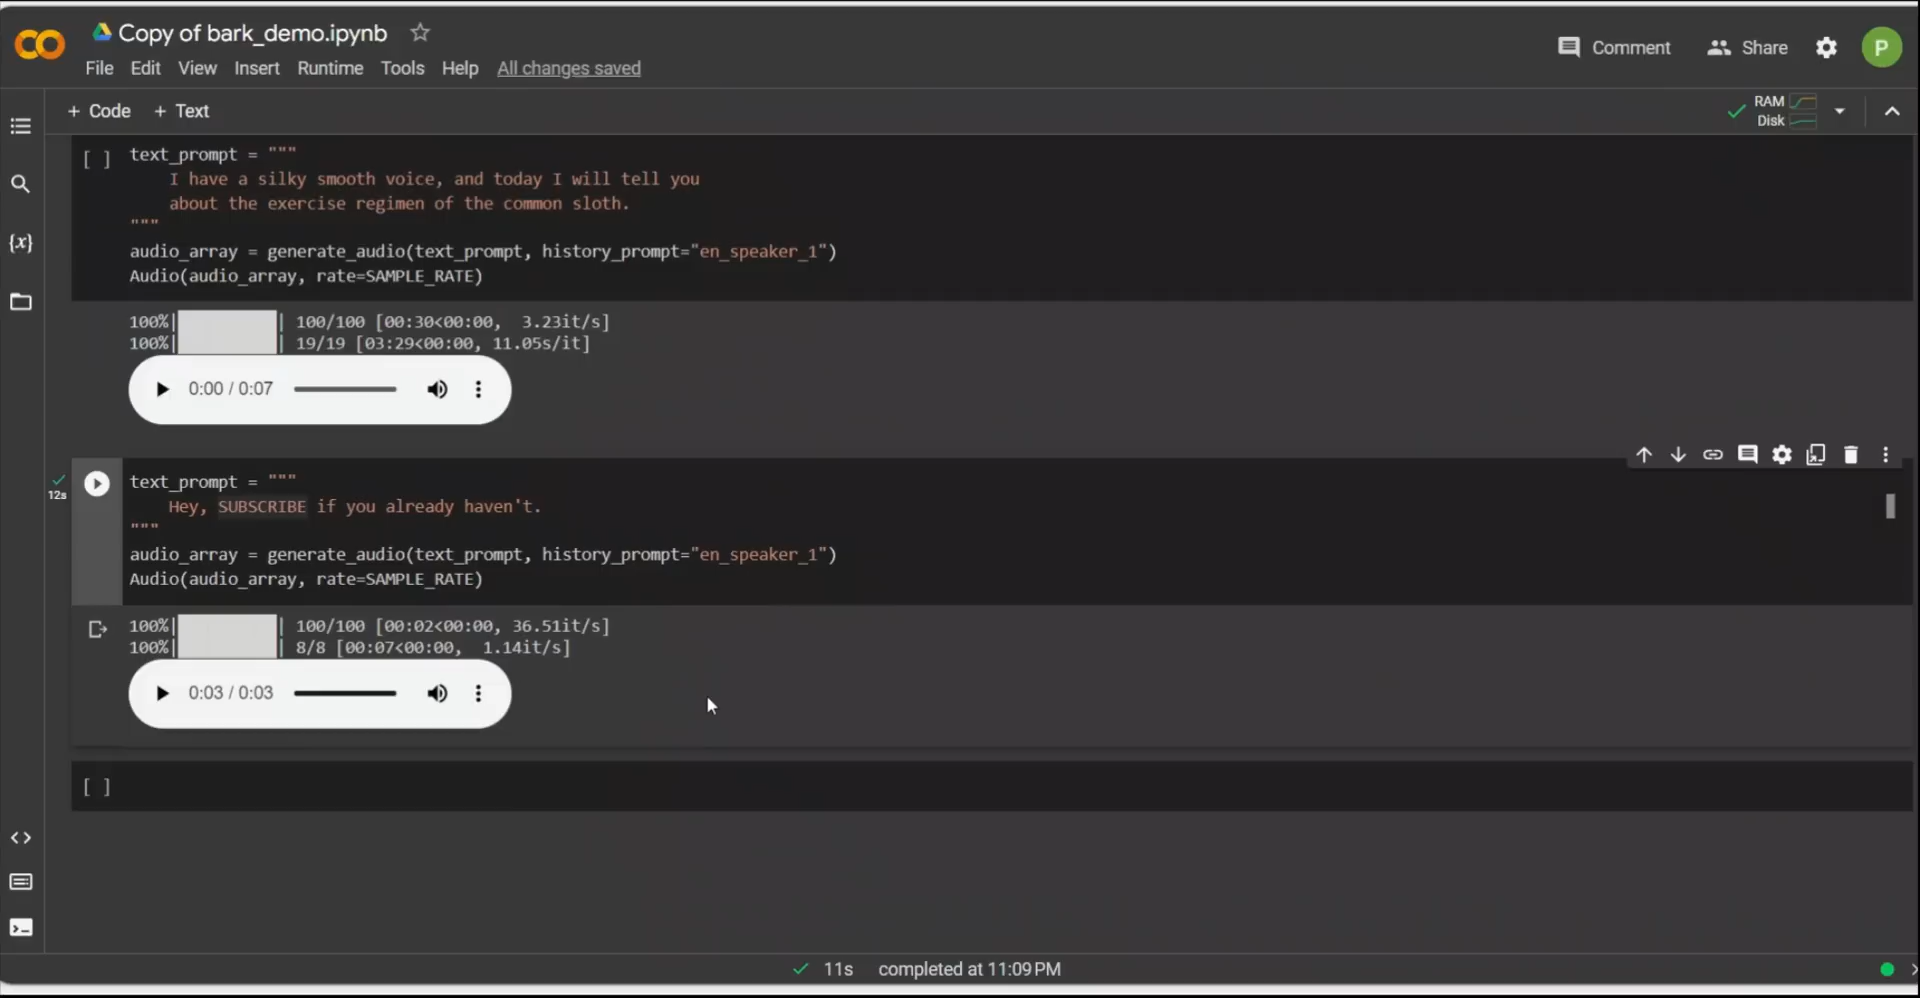 Copy of bark_demo.ipynb
Comment Share P
File Edit View Insert Runtime Tools Help All changes saved
+ Code + Text
RAM
Disk
[ ] text_prompt = """
I have a silky smooth voice, and today I will tell you
about the exercise regimen of the common sloth.
"""
audio_array = generate_audio(text_prompt, history_prompt="en_speaker_1")
Audio(audio_array, rate=SAMPLE_RATE)
100%| | 100/100 [00:30<00:00, 3.23it/s]
100%| | 19/19 [03:29<00:00, 11.05s/it]
0:00 / 0:07
12s
text_prompt = """
Hey, SUBSCRIBE if you already haven't.
"""
audio_array = generate_audio(text_prompt, history_prompt="en_speaker_1")
Audio(audio_array, rate=SAMPLE_RATE)
100%| | 100/100 [00:02<00:00, 36.51it/s]
100%| | 8/8 [00:07<00:00, 1.14it/s]
0:03 / 0:03
[ ]
11s completed at 11:09 PM